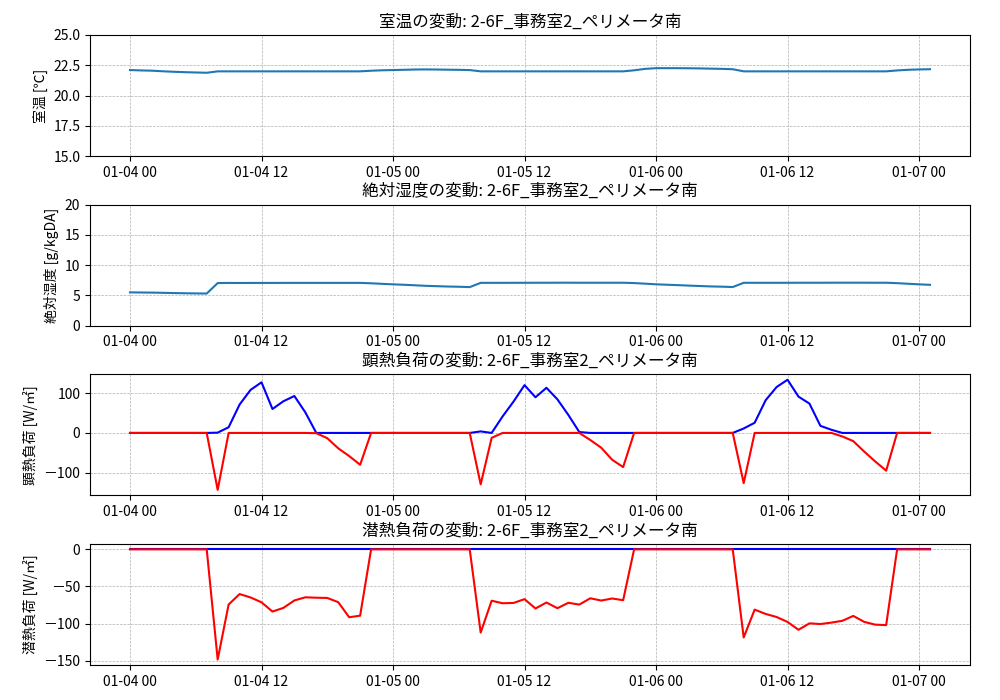 室温の変動: 2-6F_事務室2_ペリメータ南
25.0
22.5
20.0
17.5
15.0
室温 [℃]
01-04 00 01-04 12 01-05 00 01-05 12 01-06 00 01-06 12 01-07 00
絶対湿度の変動: 2-6F_事務室2_ペリメータ南
20
15
10
5
0
絶対湿度 [g/kgDA]
01-04 00 01-04 12 01-05 00 01-05 12 01-06 00 01-06 12 01-07 00
顕熱負荷の変動: 2-6F_事務室2_ペリメータ南
100
0
−100
顕熱負荷 [W/㎡]
01-04 00 01-04 12 01-05 00 01-05 12 01-06 00 01-06 12 01-07 00
潜熱負荷の変動: 2-6F_事務室2_ペリメータ南
0
−50
−100
−150
潜熱負荷 [W/㎡]
01-04 00 01-04 12 01-05 00 01-05 12 01-06 00 01-06 12 01-07 00